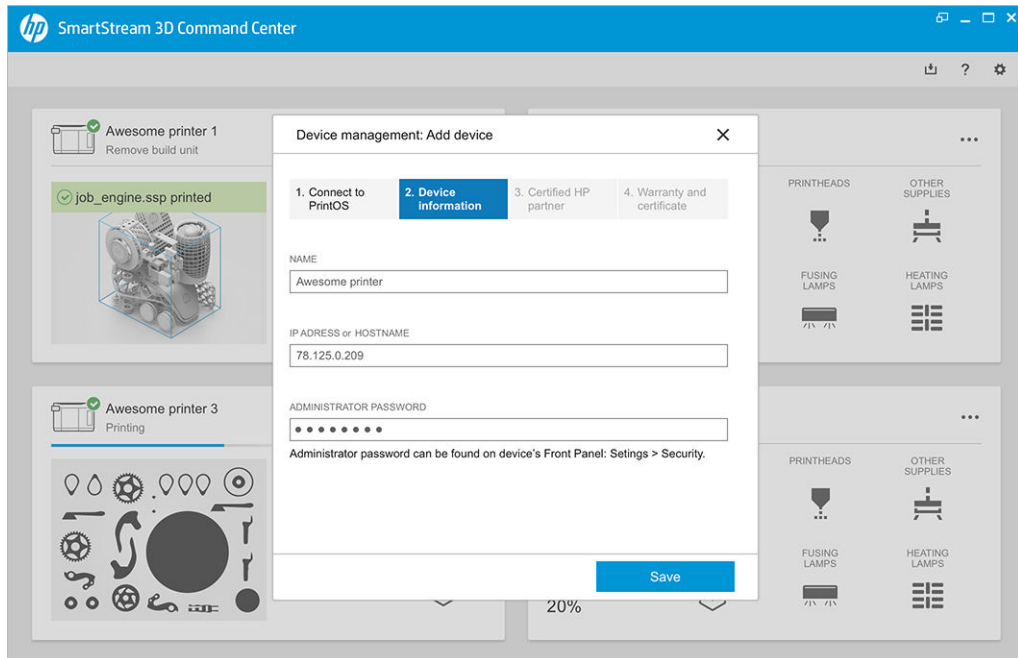 hp SmartStream 3D Command Center
?
Awesome printer 1
Remove build unit
job_engine.ssp printed
Device management: Add device
1. Connect to
PrintOS
2. Device
information
3. Certified HP
partner
4. Warranty and
certificate
NAME
Awesome printer
IP ADRESS or HOSTNAME
78.125.0.209
ADMINISTRATOR PASSWORD
Administrator password can be found on device's Front Panel: Setings > Security.
Save
PRINTHEADS
OTHER
SUPPLIES
FUSING
LAMPS
HEATING
LAMPS
Awesome printer 3
Printing
20%
PRINTHEADS
OTHER
SUPPLIES
FUSING
LAMPS
HEATING
LAMPS